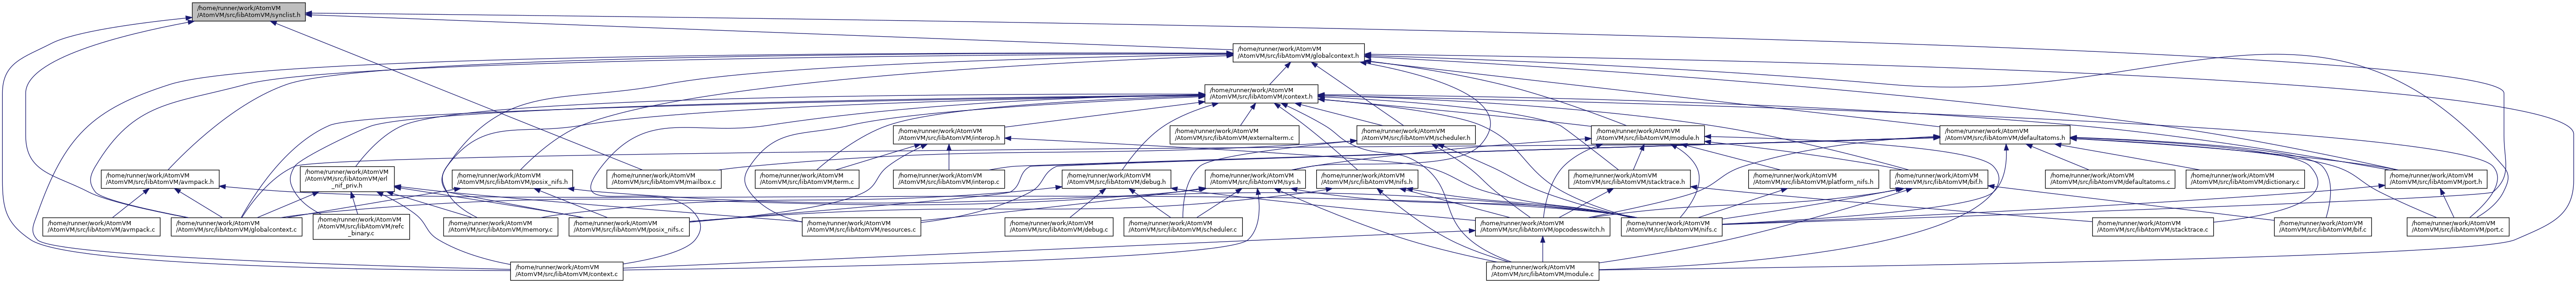 /home/runner/work/AtomVM
/AtomVM/src/libAtomVM/synclist.h
/home/runner/work/AtomVM
/AtomVM/src/libAtomVM/globalcontext.h
/home/runner/work/AtomVM
/AtomVM/src/libAtomVM/context.h
/home/runner/work/AtomVM
/AtomVM/src/libAtomVM/interop.h
/home/runner/work/AtomVM
/AtomVM/src/libAtomVM/externalterm.c
/home/runner/work/AtomVM
/AtomVM/src/libAtomVM/scheduler.h
/home/runner/work/AtomVM
/AtomVM/src/libAtomVM/module.h
/home/runner/work/AtomVM
/AtomVM/src/libAtomVM/defaultatoms.h
/home/runner/work/AtomVM
/AtomVM/src/libAtomVM/avmpack.h
/home/runner/work/AtomVM
/AtomVM/src/libAtomVM/erl
_nif_priv.h
/home/runner/work/AtomVM
/AtomVM/src/libAtomVM/posix_nifs.h
/home/runner/work/AtomVM
/AtomVM/src/libAtomVM/mailbox.c
/home/runner/work/AtomVM
/AtomVM/src/libAtomVM/term.c
/home/runner/work/AtomVM
/AtomVM/src/libAtomVM/interop.c
/home/runner/work/AtomVM
/AtomVM/src/libAtomVM/debug.h
/home/runner/work/AtomVM
/AtomVM/src/libAtomVM/sys.h
/home/runner/work/AtomVM
/AtomVM/src/libAtomVM/nifs.h
/home/runner/work/AtomVM
/AtomVM/src/libAtomVM/stacktrace.h
/home/runner/work/AtomVM
/AtomVM/src/libAtomVM/platform_nifs.h
/home/runner/work/AtomVM
/AtomVM/src/libAtomVM/bif.h
/home/runner/work/AtomVM
/AtomVM/src/libAtomVM/defaultatoms.c
/home/runner/work/AtomVM
/AtomVM/src/libAtomVM/dictionary.c
/home/runner/work/AtomVM
/AtomVM/src/libAtomVM/port.h
/home/runner/work/AtomVM
/AtomVM/src/libAtomVM/avmpack.c
/home/runner/work/AtomVM
/AtomVM/src/libAtomVM/globalcontext.c
/home/runner/work/AtomVM
/AtomVM/src/libAtomVM/refc
_binary.c
/home/runner/work/AtomVM
/AtomVM/src/libAtomVM/memory.c
/home/runner/work/AtomVM
/AtomVM/src/libAtomVM/posix_nifs.c
/home/runner/work/AtomVM
/AtomVM/src/libAtomVM/resources.c
/home/runner/work/AtomVM
/AtomVM/src/libAtomVM/debug.c
/home/runner/work/AtomVM
/AtomVM/src/libAtomVM/scheduler.c
/home/runner/work/AtomVM
/AtomVM/src/libAtomVM/opcodesswitch.h
/home/runner/work/AtomVM
/AtomVM/src/libAtomVM/nifs.c
/home/runner/work/AtomVM
/AtomVM/src/libAtomVM/stacktrace.c
/home/runner/work/AtomVM
/AtomVM/src/libAtomVM/bif.c
/home/runner/work/AtomVM
/AtomVM/src/libAtomVM/port.c
/home/runner/work/AtomVM
/AtomVM/src/libAtomVM/context.c
/home/runner/work/AtomVM
/AtomVM/src/libAtomVM/module.c